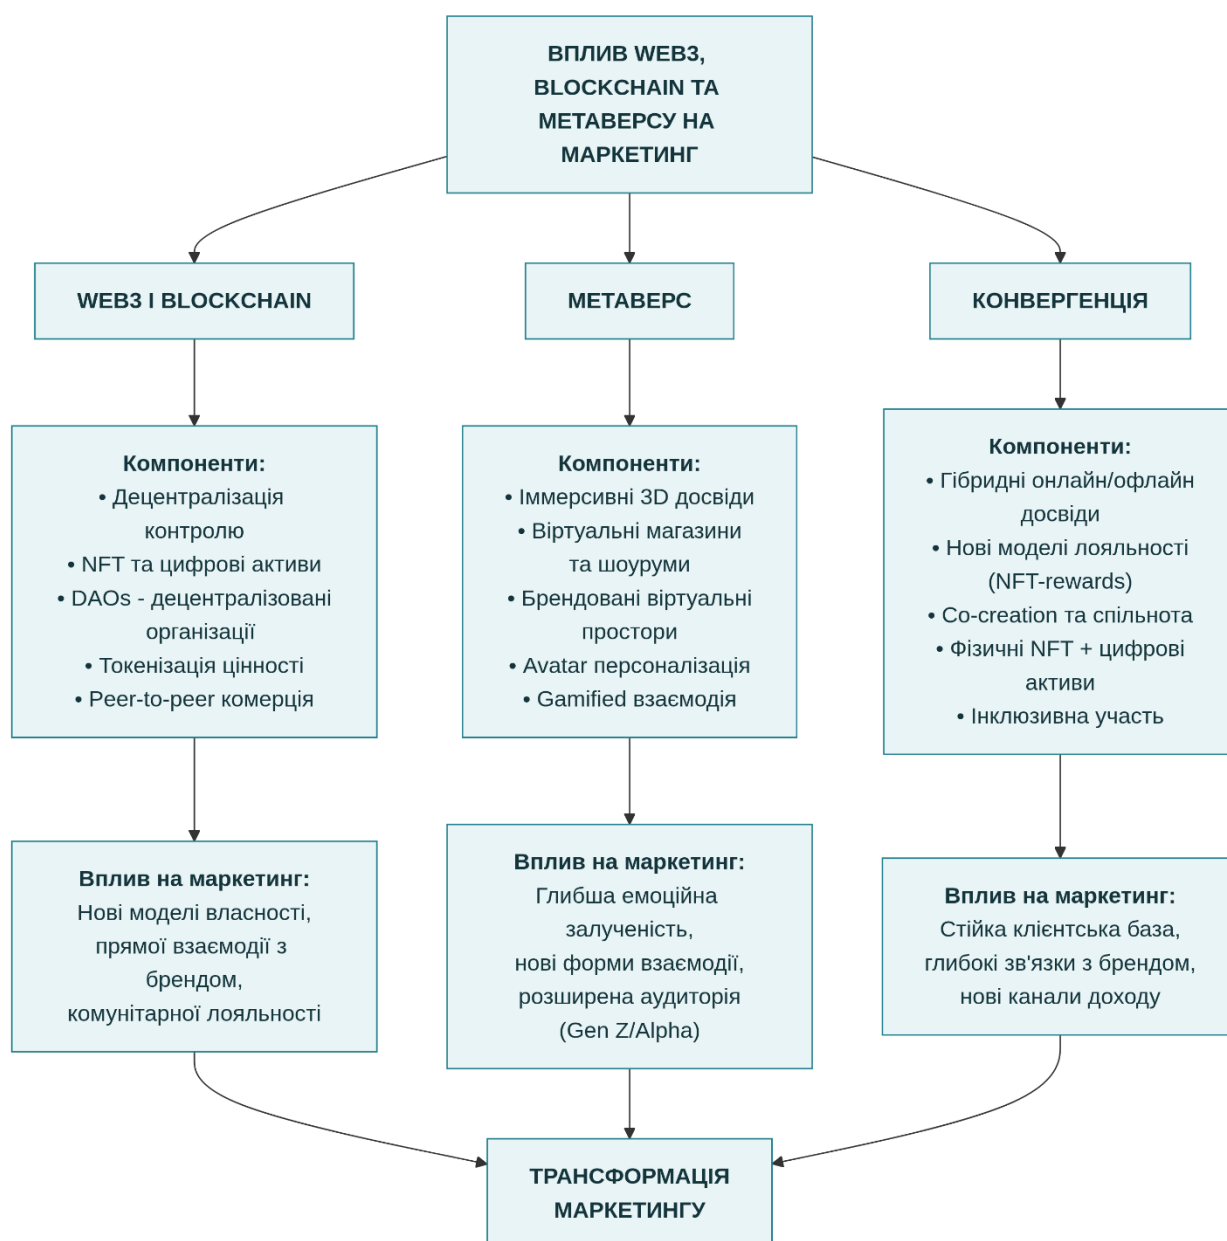 ВПЛИВ WEB3,
BLOCKCHAIN ТА
МЕТАВЕРСУ НА
МАРКЕТИНГ
WEB3 І BLOCKCHAIN
МЕТАВЕРС
КОНВЕРГЕНЦІЯ
Компоненти:
• Децентралізація
контролю
• NFT та цифрові активи
• DAOs - децентралізовані
організації
• Токенізація цінності
• Peer-to-peer комерція
Компоненти:
• Іммерсивні 3D досвіди
• Віртуальні магазини
та шоуруми
• Брендовані віртуальні
простори
• Avatar персоналізація
• Gamified взаємодія
Компоненти:
• Гібридні онлайн/офлайн
досвіди
• Нові моделі лояльності
(NFT-rewards)
• Co-creation та спільнота
• Фізичні NFT + цифрові
активи
• Інклюзивна участь
Вплив на маркетинг:
Нові моделі власності,
прямої взаємодії з
брендом,
комунітарної лояльності
Вплив на маркетинг:
Глибша емоційна
залученість,
нові форми взаємодії,
розширена аудиторія
(Gen Z/Alpha)
Вплив на маркетинг:
Стійка клієнтська база,
глибокі зв'язки з брендом,
нові канали доходу
ТРАНСФОРМАЦІЯ
МАРКЕТИНГУ